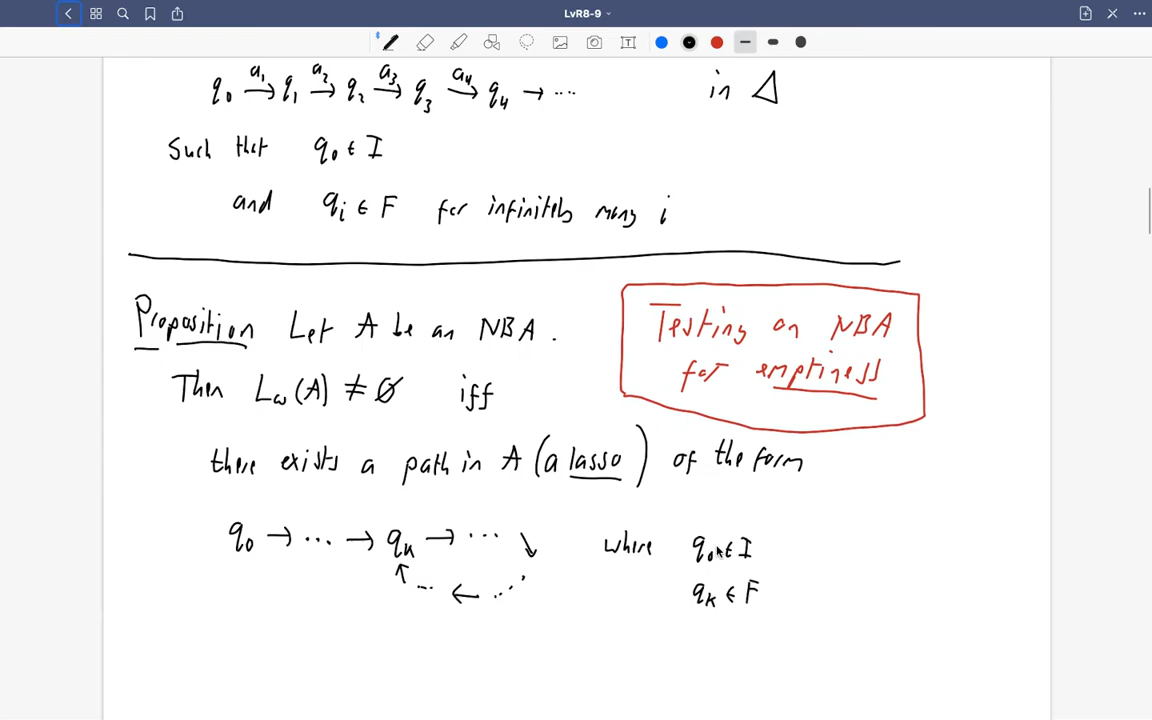 LvR8-9
q₀ →a₁ q₁ →a₂ q₂ →a₃ q₃ →a₄ q₄ → ⋯ in Δ
Such that q₀ ∈ I
and qᵢ ∈ F for infinitely many i
Proposition Let A be an NBA.
Testing an NBA
for emptiness
Then L_ω(A) ≠ ∅ iff
there exists a path in A (a lasso) of the form
q₀ → ⋯ → qₖ → ⋯ ↘ where q₀ ∈ I
↖ ⋯ ← ⋯ qₖ ∈ F